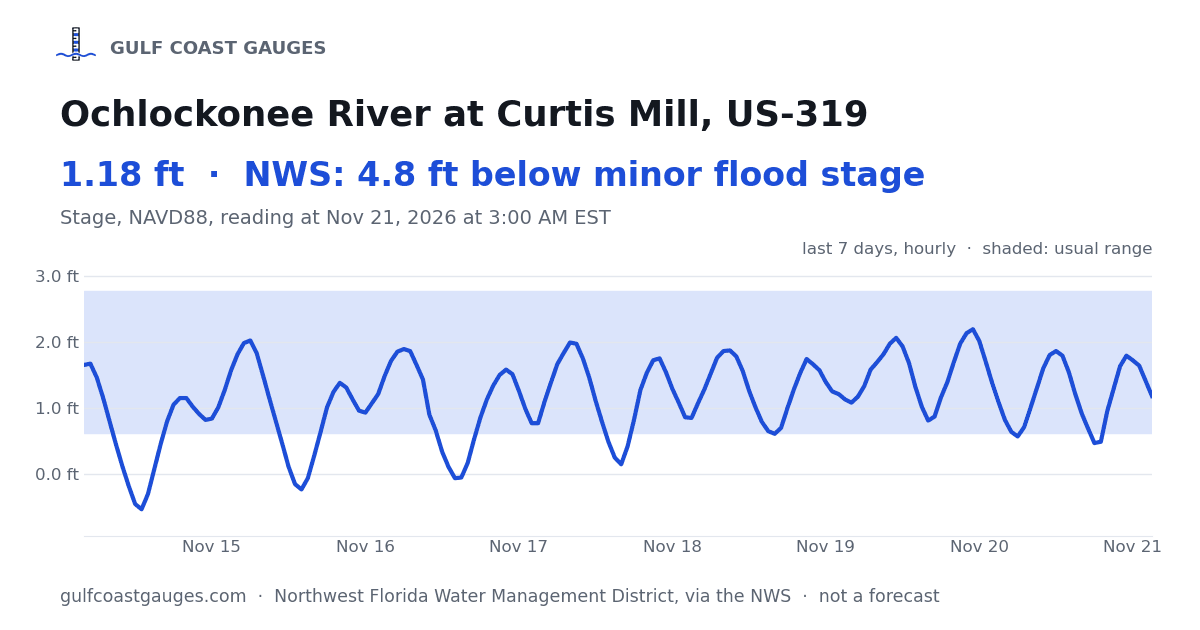 GULF COAST GAUGES
Ochlockonee River at Curtis Mill, US-319
1.18 ft · NWS: 4.8 ft below minor flood stage
Stage, NAVD88, reading at Nov 21, 2026 at 3:00 AM EST
last 7 days, hourly · shaded: usual range
3.0 ft
2.0 ft
1.0 ft
0.0 ft
Nov 15 Nov 16 Nov 17 Nov 18 Nov 19 Nov 20 Nov 21
gulfcoastgauges.com · Northwest Florida Water Management District, via the NWS · not a forecast